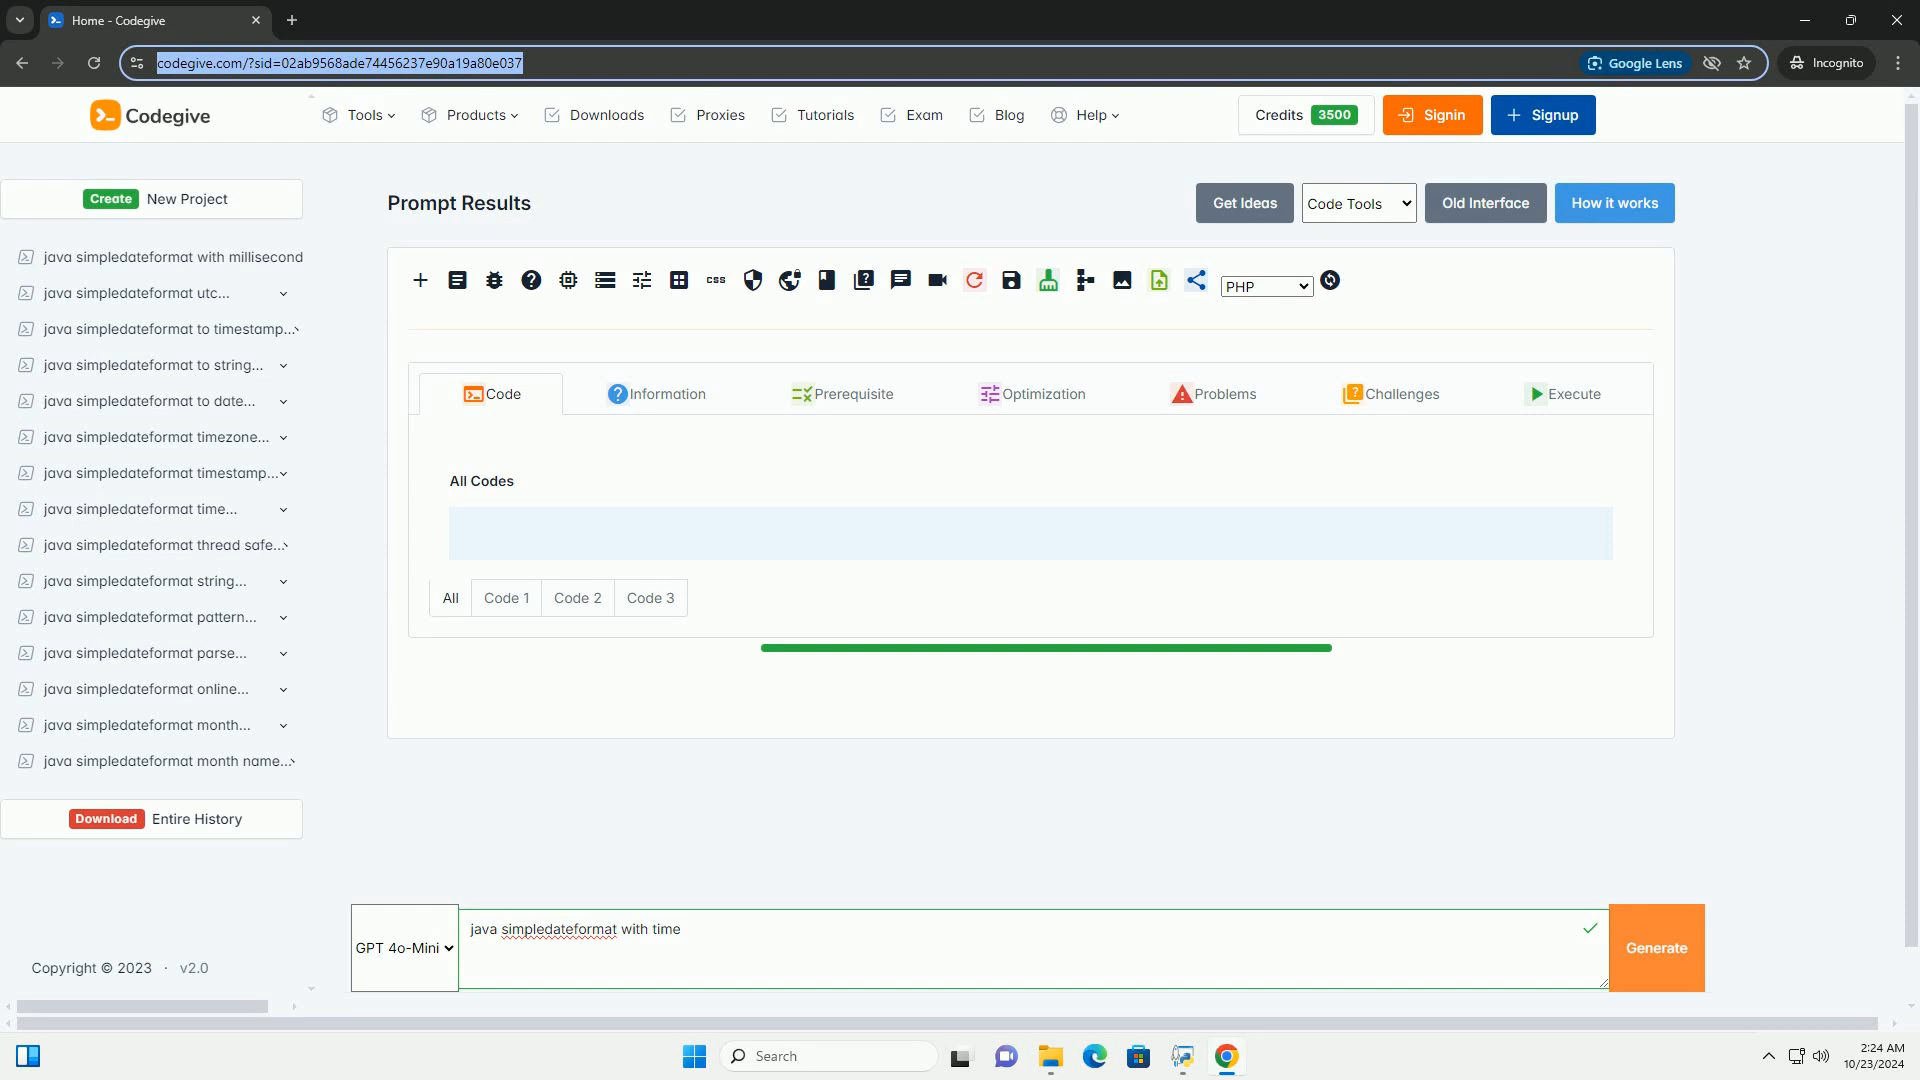 Home - Codegive
codegive.com/?sid=02ab9568ade74456237e90a19a80e037
Google Lens
Incognito
Codegive
Tools
Products
Downloads
Proxies
Tutorials
Exam
Blog
Help
Credits 3500
Signin
Signup
Create New Project
Prompt Results
Get Ideas
Code Tools
Old Interface
How it works
java simpledateformat with millisecond
java simpledateformat utc...
java simpledateformat to timestamp...
java simpledateformat to string...
java simpledateformat to date...
java simpledateformat timezone...
java simpledateformat timestamp...
java simpledateformat time...
java simpledateformat thread safe...
java simpledateformat string...
java simpledateformat pattern...
java simpledateformat parse...
java simpledateformat online...
java simpledateformat month...
java simpledateformat month name...
Download Entire History
Copyright © 2023 · v2.0
css
PHP
Code
Information
Prerequisite
Optimization
Problems
Challenges
Execute
All Codes
All
Code 1
Code 2
Code 3
GPT 4o-Mini
java simpledateformat with time
Generate
Search
2:24 AM
10/23/2024